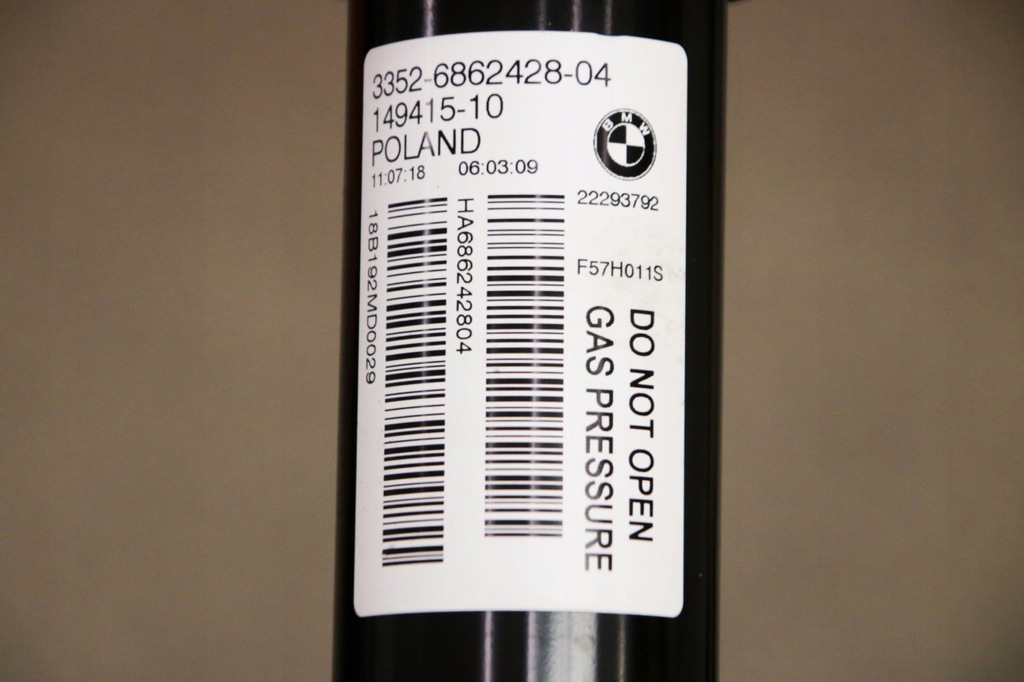 3352-6862428-04
149415-10
POLAND
11:07:18 06:03:09
BMW
22293792
F57H011S
18B192MD0029
HA686242804
DO NOT OPEN
GAS PRESSURE